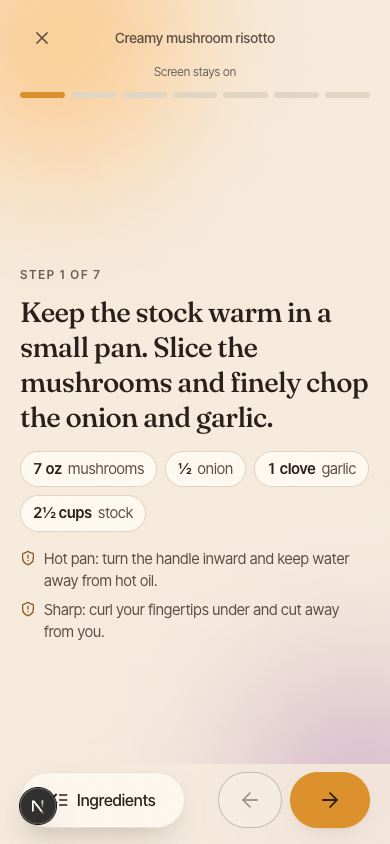 Creamy mushroom risotto
Screen stays on
STEP 1 OF 7
Keep the stock warm in a
small pan. Slice the
mushrooms and finely chop
the onion and garlic.
7 oz mushrooms ½ onion 1 clove garlic
2½ cups stock
Hot pan: turn the handle inward and keep water
away from hot oil.
Sharp: curl your fingertips under and cut away
from you.
N Ingredients